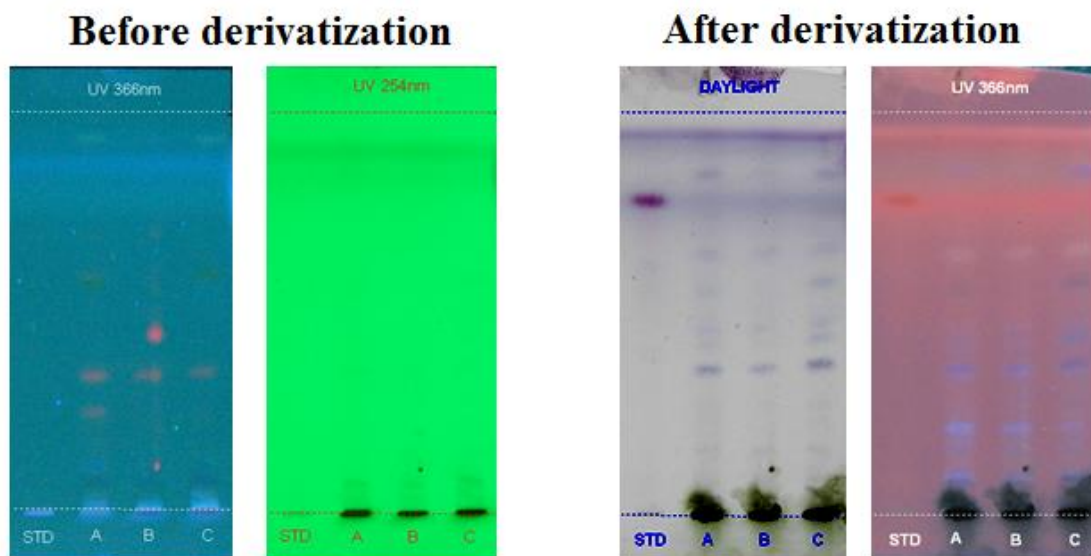 Before derivatization
After derivatization
UV 366nm
UV 254nm
DAYLIGHT
UV 366nm
STD A B C
STD A B C
STD A B C
STD A B C